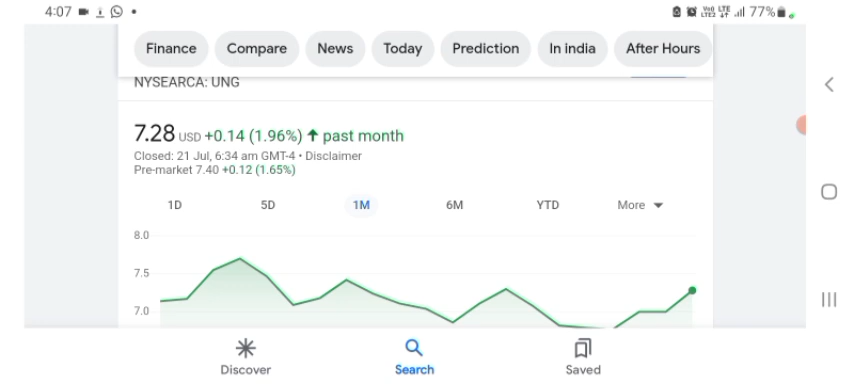 4:07
77%
Finance Compare News Today Prediction In india After Hours
NYSEARCA: UNG
7.28 USD +0.14 (1.96%) ↑ past month
Closed: 21 Jul, 6:34 am GMT-4 • Disclaimer
Pre-market 7.40 +0.12 (1.65%)
1D 5D 1M 6M YTD More
8.0
7.5
7.0
Discover Search Saved